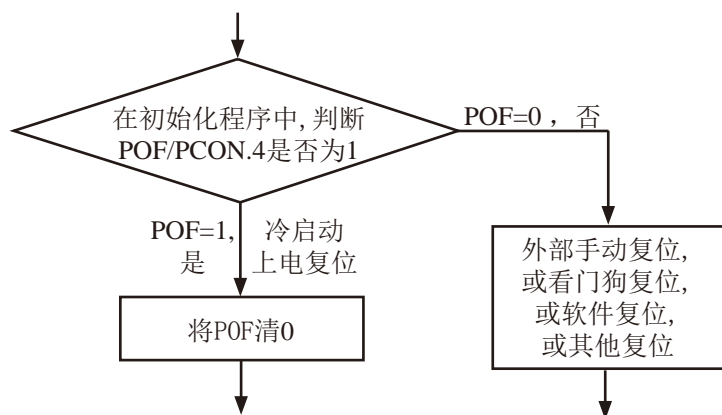 在初始化程序中,判断
POF/PCON.4是否为1
POF=0 ，否
POF=1,
是
冷启动
上电复位
将POF清0
外部手动复位,
或看门狗复位,
或软件复位,
或其他复位